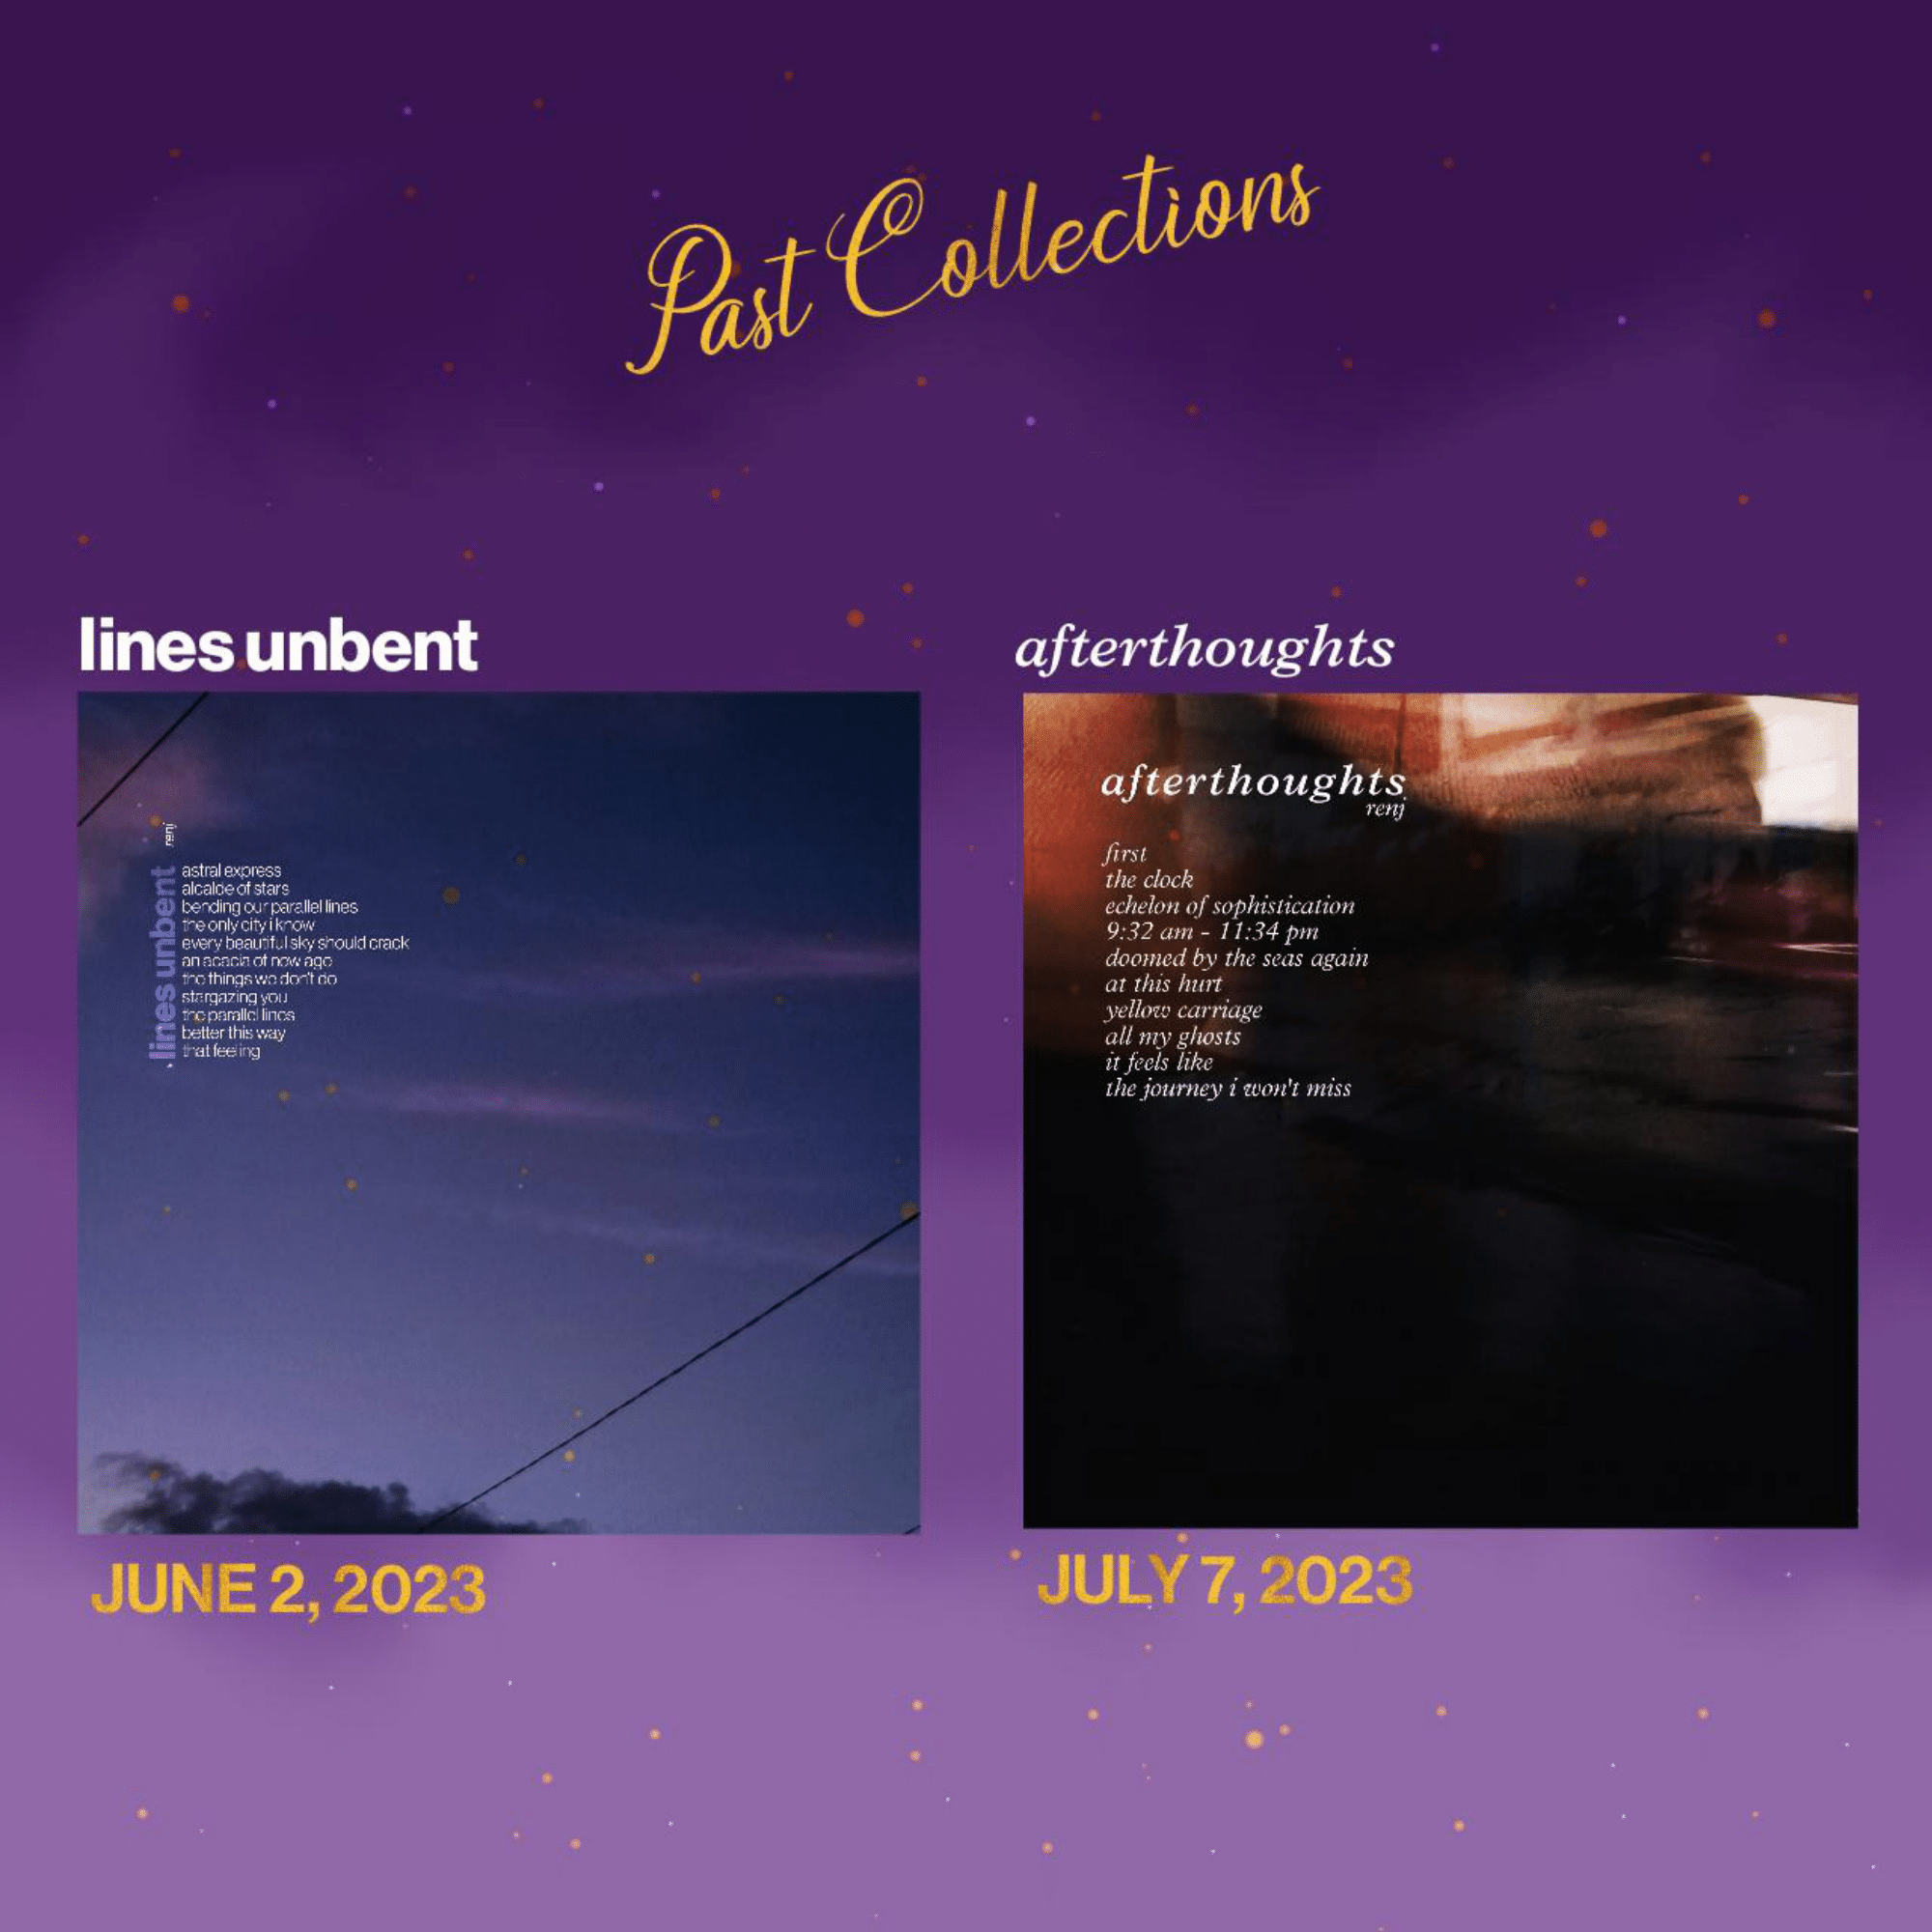 Past Collections
lines unbent
renj
lines unbent
astral express
alcalde of stars
bending our parallel lines
the only city i know
every beautiful sky should crack
an acacia of new age
the things we don't do
stargazing you
the parallel lines
better this way
that feeling
JUNE 2, 2023
afterthoughts
afterthoughts
renj
first
the clock
echelon of sophistication
9:32 am - 11:34 pm
doomed by the seas again
at this hurt
yellow carriage
all my ghosts
it feels like
the journey i won't miss
JULY 7, 2023